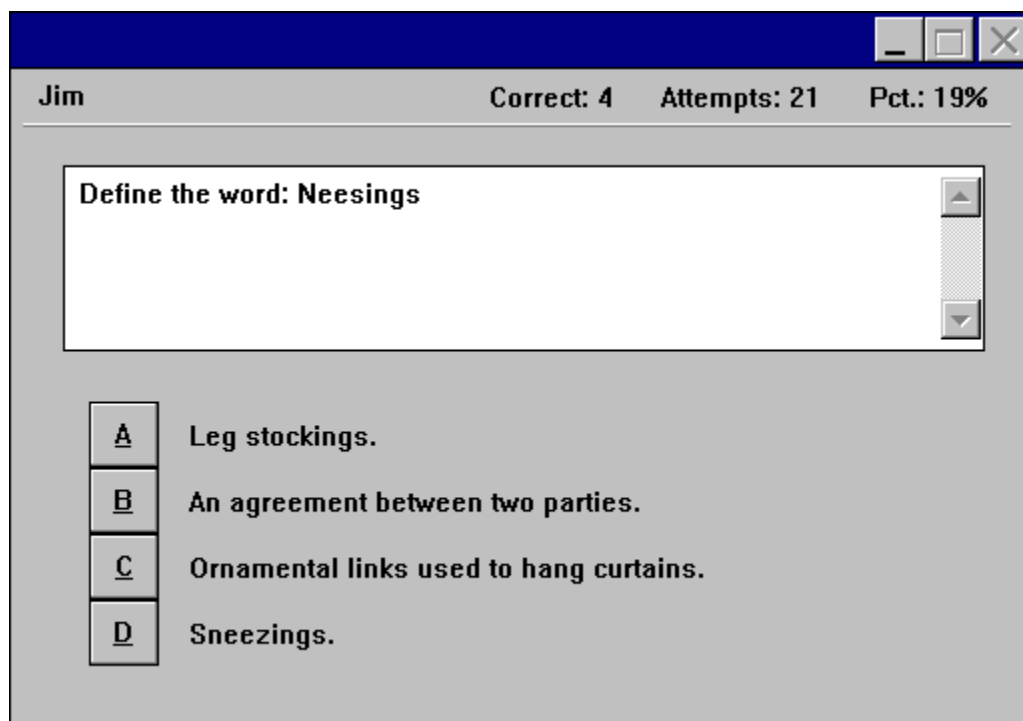 Jim Correct: 4 Attempts: 21 Pct.: 19%
Define the word: Neesings
A Leg stockings.
B An agreement between two parties.
C Ornamental links used to hang curtains.
D Sneezings.